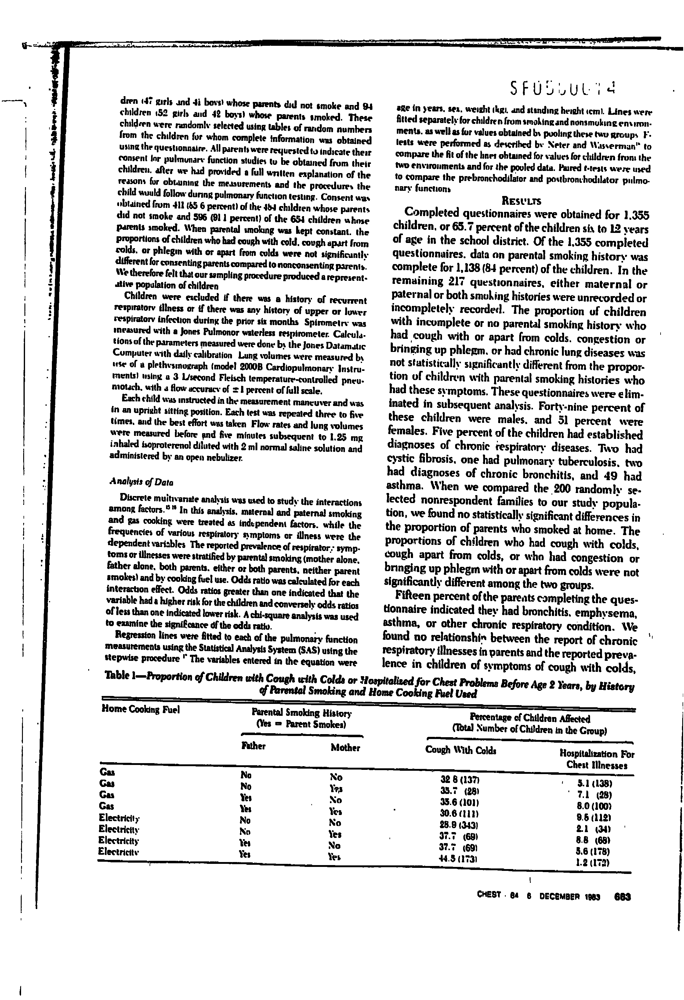 SF0550074
dren (47 girls and 41 boys) whose parents did not smoke and 94
children (52 girls and 42 boys) whose parents smoked. These
children were randomly selected using tables of random numbers
from the children for whom complete information was obtained
using the questionnaire. All parents were requested to indicate their
consent for pulmonary function studies to be obtained from their
children, after we had provided a full written explanation of the
reasons for obtaining the measurements and the procedures the
child would follow during pulmonary function testing. Consent was
obtained from 411 (85 6 percent) of the 484 children whose parents
did not smoke and 596 (91 1 percent) of the 654 children whose
parents smoked. When parental smoking was kept constant, the
proportions of children who had cough with cold, cough apart from
colds, or phlegm with or apart from colds were not significantly
different for consenting parents compared to nonconsenting parents.
We therefore felt that our sampling procedure produced a represent-
ative population of children
Children were excluded if there was a history of recurrent
respiratory illness or if there was any history of upper or lower
respiratory infection during the prior six months Spirometry was
measured with a Jones Pulmonor waterless respirometer. Calcula-
tions of the parameters measured were done by the Jones Datamatic
Computer with daily calibration Lung volumes were measured by
use of a plethysmograph (model 2000B Cardiopulmonary Instru-
ments) using a 3 L/second Fleisch temperature-controlled pneu-
motach, with a flow accuracy of ±1 percent of full scale.
Each child was instructed in the measurement maneuver and was
in an upright sitting position. Each test was repeated three to five
times, and the best effort was taken Flow rates and lung volumes
were measured before and five minutes subsequent to 1.25 mg
inhaled isoproterenol diluted with 2 ml normal saline solution and
administered by an open nebulizer.
Analysis of Data
Discrete multivariate analysis was used to study the interactions
among factors. In this analysis, maternal and paternal smoking
and gas cooking were treated as independent factors, while the
frequencies of various respiratory symptoms or illness were the
dependent variables The reported prevalence of respiratory symp-
toms or illnesses were stratified by parental smoking (mother alone,
father alone, both parents, either or both parents, neither parent
smokes) and by cooking fuel use. Odds ratio was calculated for each
interaction effect. Odds ratios greater than one indicated that the
variable had a higher risk for the children and conversely odds ratios
of less than one indicated lower risk. A chi-square analysis was used
to examine the significance of the odds ratio.
Regression lines were fitted to each of the pulmonary function
measurements using the Statistical Analysis System (SAS) using the
stepwise procedure The variables entered in the equation were
age in years, sex, weight (kg), and standing height (cm). Lines were
fitted separately for children from smoking and nonsmoking environ-
ments, as well as for values obtained by pooling these two groups F-
tests were performed as described by Neter and Wasserman to
compare the fit of the lines obtained for values for children from the
two environments and for the pooled data. Paired t-tests were used
to compare the prebronchodilator and postbronchodilator pulmo-
nary functions
RESULTS
Completed questionnaires were obtained for 1,355
children, or 65.7 percent of the children six to 12 years
of age in the school district. Of the 1,355 completed
questionnaires, data on parental smoking history was
complete for 1,138 (84 percent) of the children. In the
remaining 217 questionnaires, either maternal or
paternal or both smoking histories were unrecorded or
incompletely recorded. The proportion of children
with incomplete or no parental smoking history who
had cough with or apart from colds, congestion or
bringing up phlegm, or had chronic lung diseases was
not statistically significantly different from the propor-
tion of children with parental smoking histories who
had these symptoms. These questionnaires were elim-
inated in subsequent analysis. Forty-nine percent of
these children were males, and 51 percent were
females. Five percent of the children had established
diagnoses of chronic respiratory diseases. Two had
cystic fibrosis, one had pulmonary tuberculosis, two
had diagnoses of chronic bronchitis, and 49 had
asthma. When we compared the 200 randomly se-
lected nonrespondent families to our study popula-
tion, we found no statistically significant differences in
the proportion of parents who smoked at home. The
proportions of children who had cough with colds,
cough apart from colds, or who had congestion or
bringing up phlegm with or apart from colds were not
significantly different among the two groups.
Fifteen percent of the parents completing the ques-
tionnaire indicated they had bronchitis, emphysema,
asthma, or other chronic respiratory condition. We
found no relationship between the report of chronic
respiratory illnesses in parents and the reported preva-
lence in children of symptoms of cough with colds,
Table 1—Proportion of Children with Cough with Colds or Hospitalized for Chest Problems Before Age 2 Years, by History
of Parental Smoking and Home Cooking Fuel Used
Home Cooking Fuel Parental Smoking History Percentage of Children Affected
(Yes = Parent Smokes) (Total Number of Children in the Group)
Father Mother Cough With Colds Hospitalization For
Chest Illnesses
Gas No No 32 8 (137) 5.1 (138)
Gas No Yes 35.7 (28) 7.1 (28)
Gas Yes No 35.6 (101) 8.0 (100)
Gas Yes Yes 30.6 (111) 9.8 (112)
Electricity No No 28.9 (343) 2.1 (34)
Electricity No Yes 37.7 (69) 8.8 (68)
Electricity Yes No 37.7 (69) 5.6 (178)
Electricity Yes Yes 44.5 (173) 1.2 (172)
CHEST 84 6 DECEMBER 1983 663